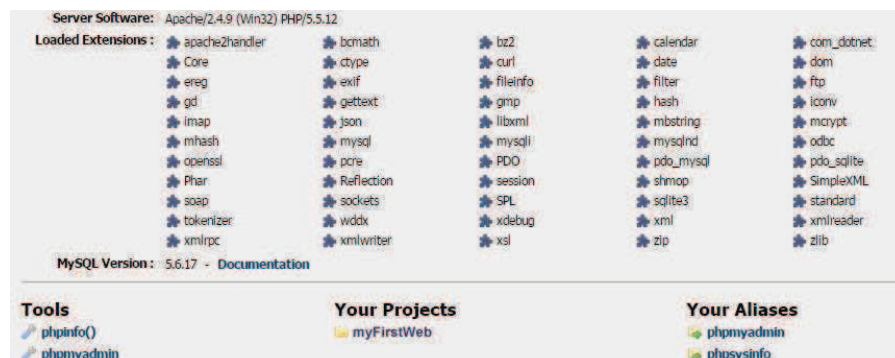 Server Software: Apache/2.4.9 (Win32) PHP/5.5.12
Loaded Extensions : apache2handler bcmath bz2 calendar com_dotnet
Core ctype curl date dom
ereg exif fileinfo filter ftp
gd gettext gmp hash iconv
imap json libxml mbstring mcrypt
mhash mysql mysqli mysqlnd odbc
openssl pcre PDO pdo_mysql pdo_sqlite
Phar Reflection session shmop SimpleXML
soap sockets SPL sqlite3 standard
tokenizer wddx xdebug xml xmlreader
xmlrpc xmlwriter xsl zip zlib
MySQL Version : 5.6.17 - Documentation
Tools Your Projects Your Aliases
phpinfo() myFirstWeb phpmyadmin
phpmyadmin phpsysinfo